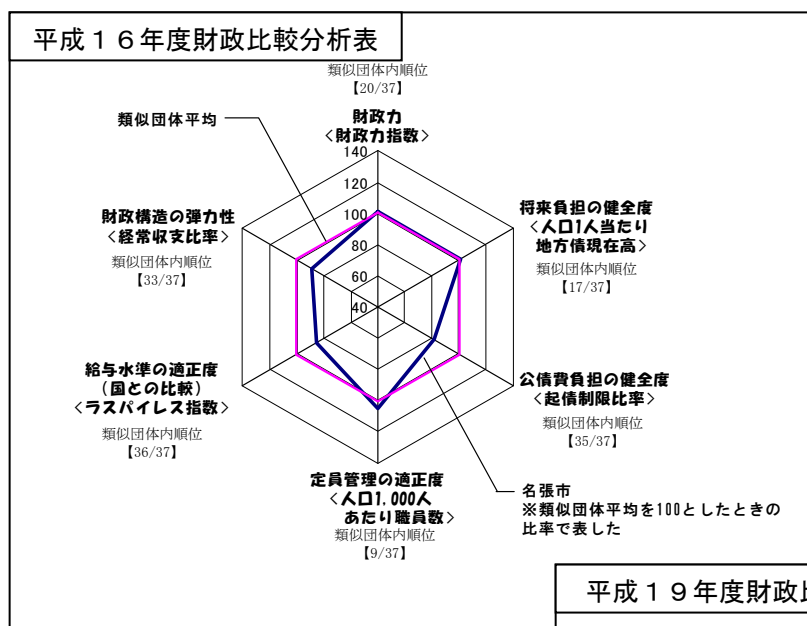 平成１６年度財政比較分析表
類似団体内順位
【20/37】
財政力
＜財政力指数＞
類似団体平均
140
120
100
80
60
40
財政構造の弾力性
＜経常収支比率＞
類似団体内順位
【33/37】
将来負担の健全度
＜人口1人当たり
地方債現在高＞
類似団体内順位
【17/37】
給与水準の適正度
（国との比較）
＜ラスパイレス指数＞
類似団体内順位
【36/37】
公債費負担の健全度
＜起債制限比率＞
類似団体内順位
【35/37】
定員管理の適正度
＜人口1,000人
あたり職員数＞
類似団体内順位
【9/37】
名張市
※類似団体平均を100としたときの
比率で表した
平成１９年度財政比